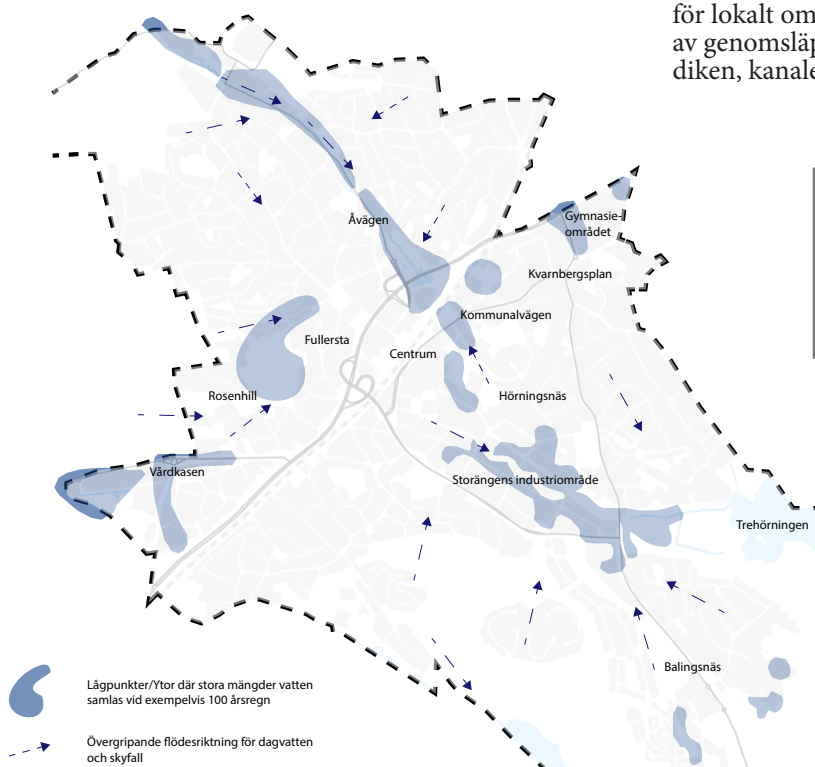 för lokalt om
av genomsläp
diken, kanale
Åvägen
Gymnasie-
området
Kvarnbergsplan
Kommunalvägen
Fullersta
Centrum
Rosenhill
Hörningsnäs
Vårdkasen
Storängens industriområde
Trehörningen
Balingsnäs
Lågpunkter/Ytor där stora mängder vatten
samlas vid exempelvis 100 årsregn
Övergripande flödesriktning för dagvatten
och skyfall